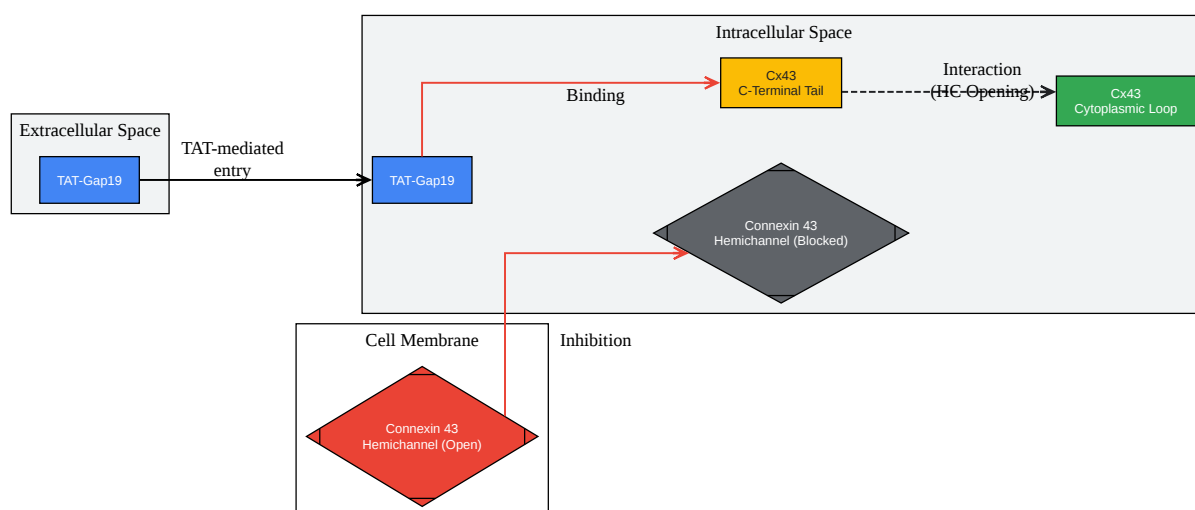 Intracellular Space
Cx43
C-Terminal Tail
Interaction
(HC Opening)
Cx43
Cytoplasmic Loop
Binding
Extracellular Space
TAT-Gap19
TAT-mediated
entry
TAT-Gap19
Connexin 43
Hemichannel (Blocked)
Cell Membrane
Inhibition
Connexin 43
Hemichannel (Open)